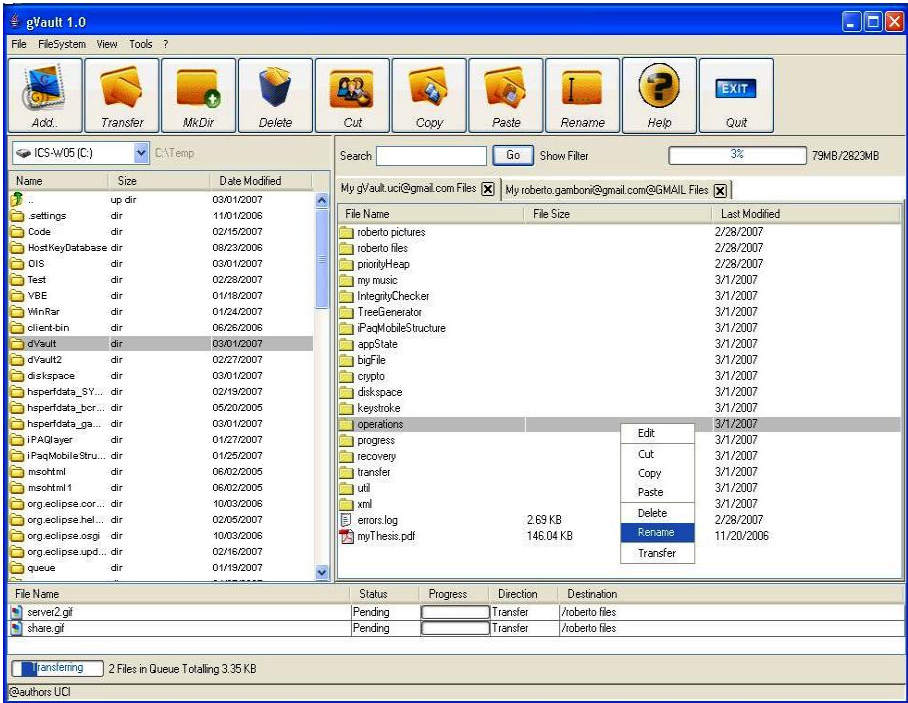 gVault 1.0
File FileSystem View Tools ?
Add.. Transfer MkDir Delete Cut Copy Paste Rename Help Quit
EXIT
ICS-W05 (C:) C:\Temp
Search Go Show Filter 3% 79MB/2823MB
My gVault.uci@gmail.com Files My roberto.gamboni@gmail.com@GMAIL Files
Name Size Date Modified
.. up dir 03/01/2007
.settings dir 11/01/2006
Code dir 02/15/2007
HostKeyDatabase dir 08/23/2006
OIS dir 03/01/2007
Test dir 02/28/2007
VBE dir 01/18/2007
WinRar dir 01/24/2007
client-bin dir 06/26/2006
dVault dir 03/01/2007
dVault2 dir 02/27/2007
diskspace dir 03/01/2007
hsperfdata_SY... dir 02/19/2007
hsperfdata_bcr... dir 05/20/2005
hsperfdata_ga... dir 03/01/2007
iPAQlayer dir 01/27/2007
iPaqMobileStru... dir 01/25/2007
msohtml dir 06/02/2005
msohtml1 dir 06/02/2005
org.eclipse.cor... dir 10/03/2006
org.eclipse.hel... dir 02/05/2007
org.eclipse.osgi dir 10/03/2006
org.eclipse.upd... dir 02/16/2007
queue dir 01/19/2007
File Name File Size Last Modified
roberto pictures 2/28/2007
roberto files 2/28/2007
priorityHeap 2/28/2007
my music 3/1/2007
IntegrityChecker 3/1/2007
TreeGenerator 3/1/2007
iPaqMobileStructure 3/1/2007
appState 3/1/2007
bigFile 3/1/2007
crypto 3/1/2007
diskspace 3/1/2007
keystroke 3/1/2007
operations 3/1/2007
progress 3/1/2007
recovery 3/1/2007
transfer 3/1/2007
util 3/1/2007
xml 3/1/2007
errors.log 2.69 KB 2/28/2007
myThesis.pdf 146.04 KB 11/20/2006
Edit
Cut
Copy
Paste
Delete
Rename
Transfer
File Name Status Progress Direction Destination
server2.gif Pending Transfer /roberto files
share.gif Pending Transfer /roberto files
Transferring 2 Files in Queue Totalling 3.35 KB
@authors UCI